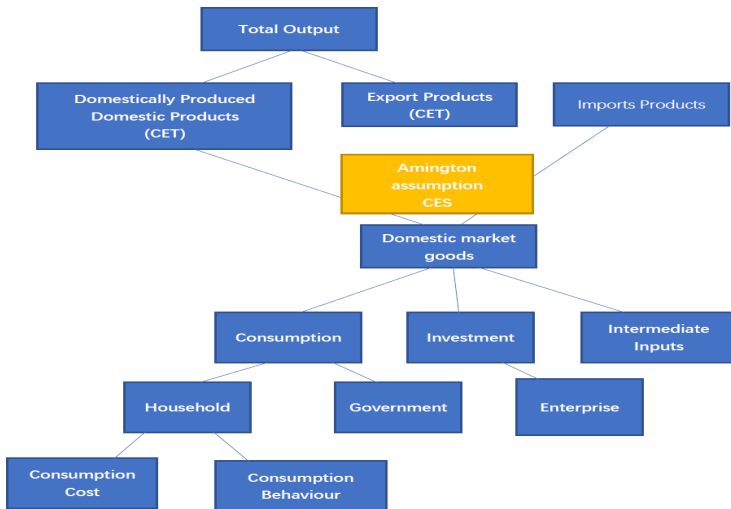 Total Output
Domestically Produced
Domestic Products
(CET)
Export Products
(CET)
Imports Products
Amington
assumption
CES
Domestic market
goods
Consumption
Investment
Intermediate
Inputs
Household
Government
Enterprise
Consumption
Cost
Consumption
Behaviour